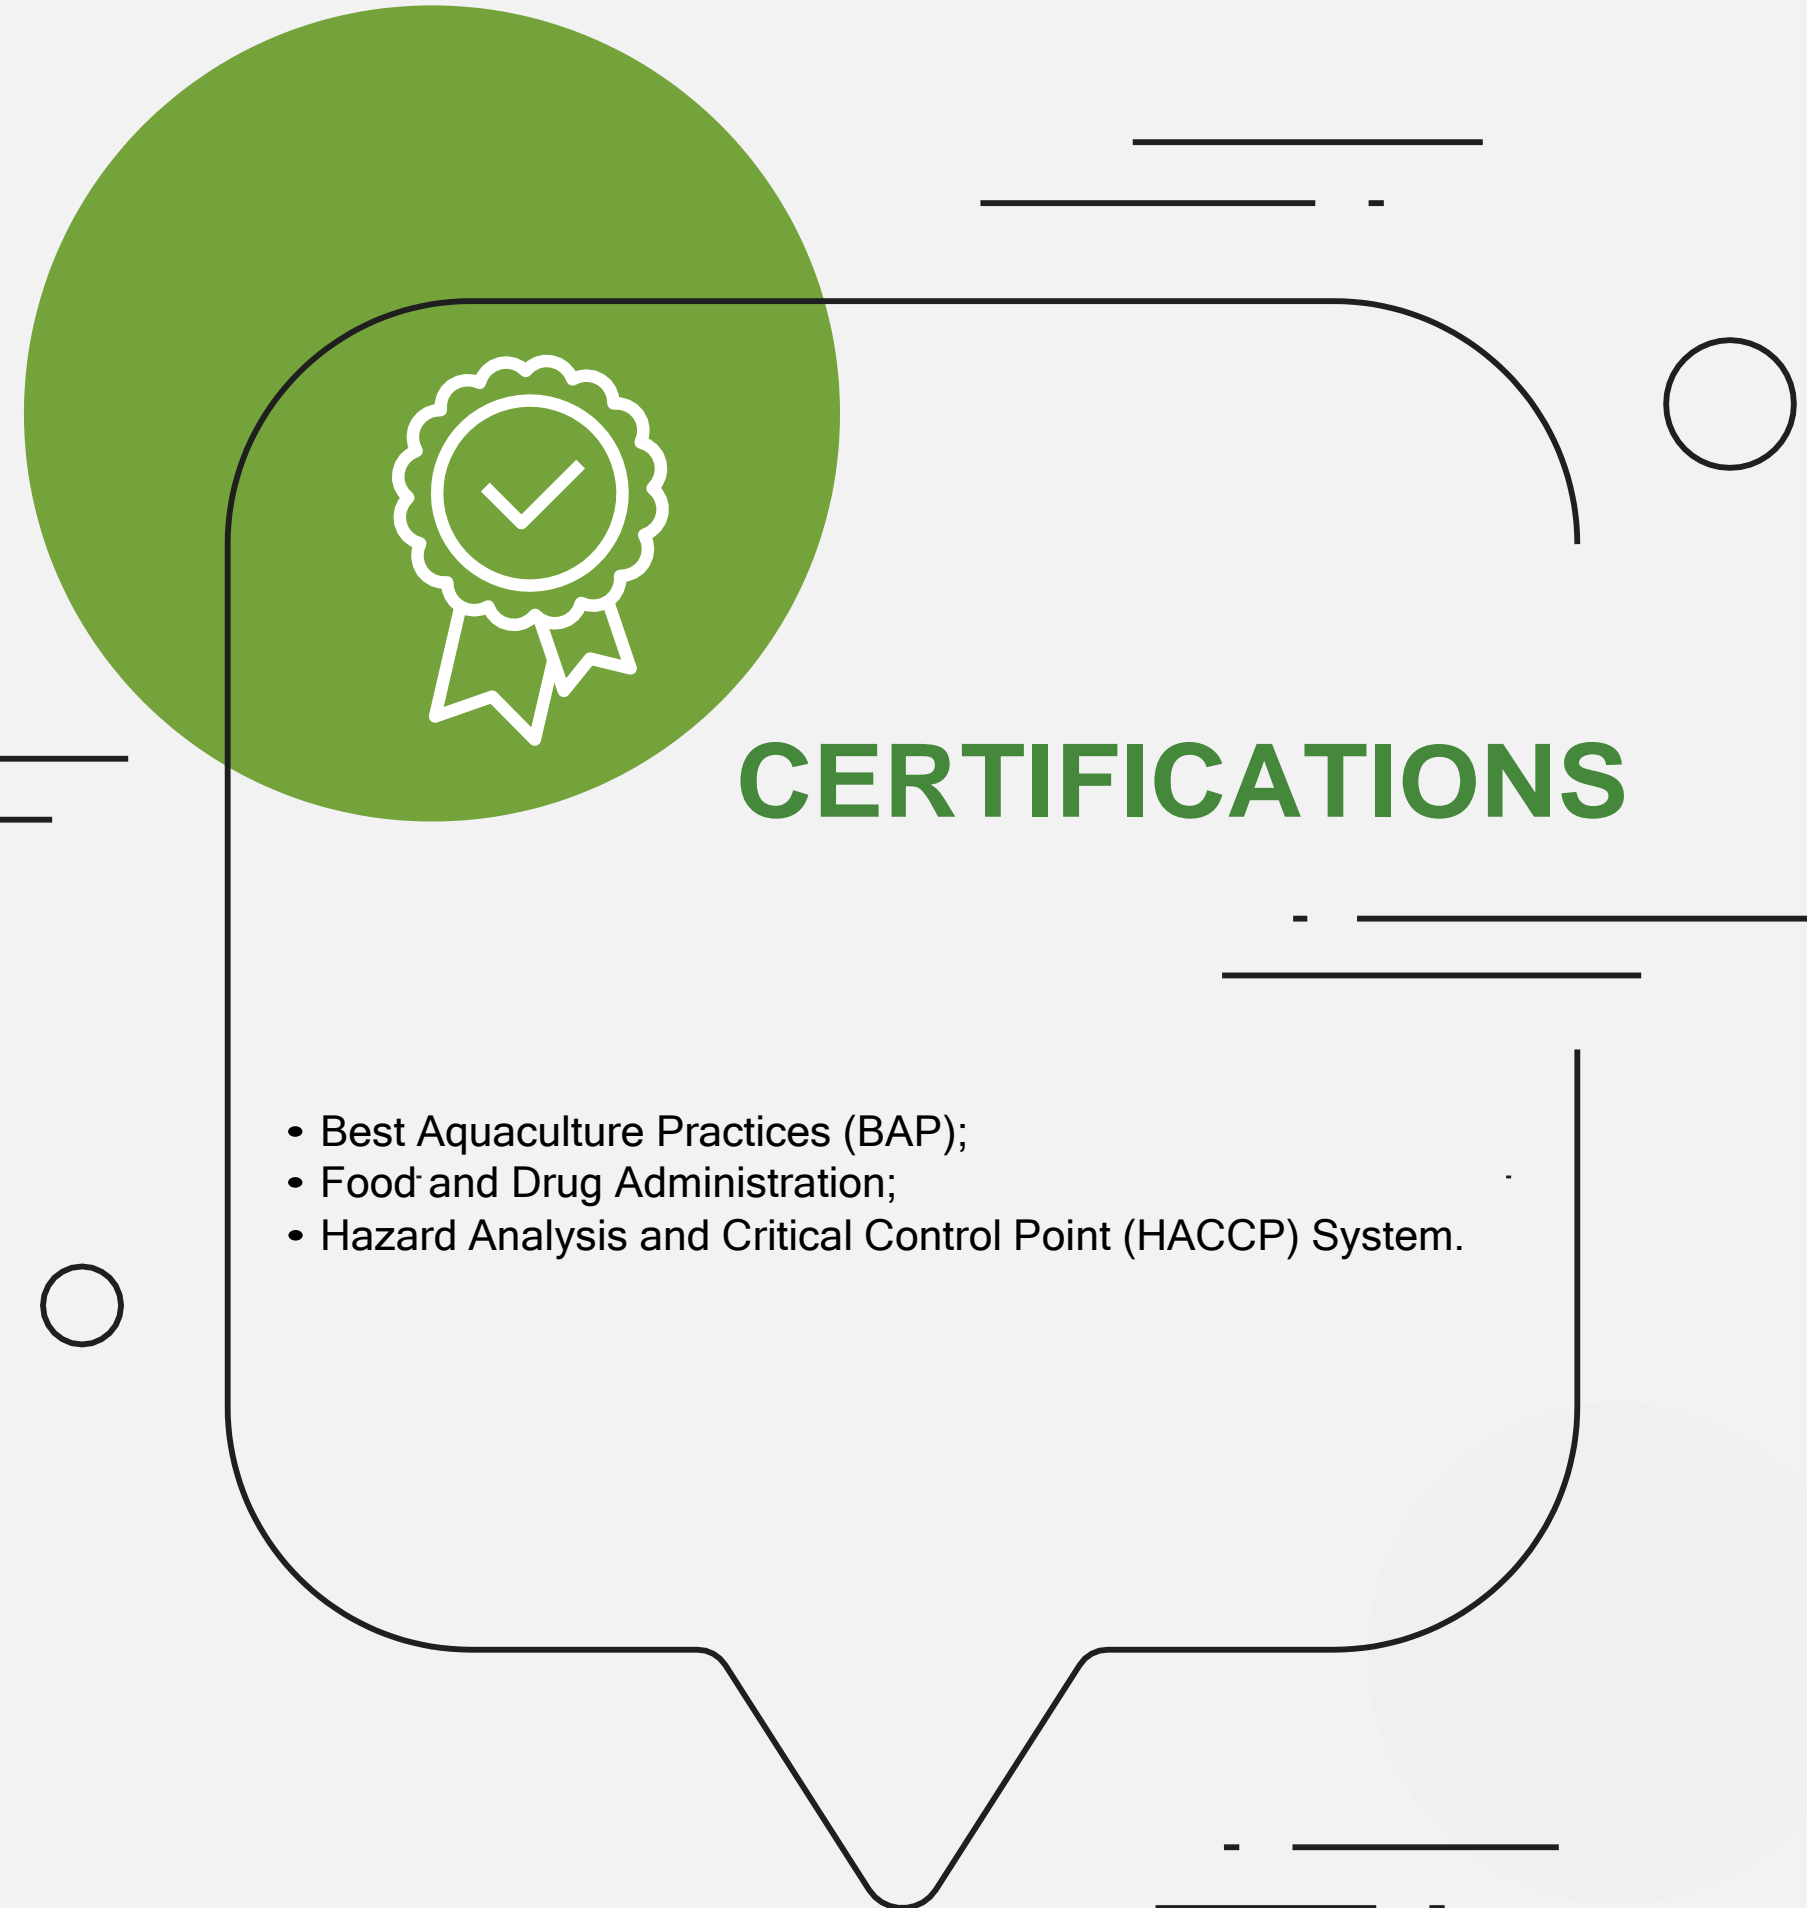 CERTIFICATIONS
• Best Aquaculture Practices (BAP);
• Food and Drug Administration;
• Hazard Analysis and Critical Control Point (HACCP) System.